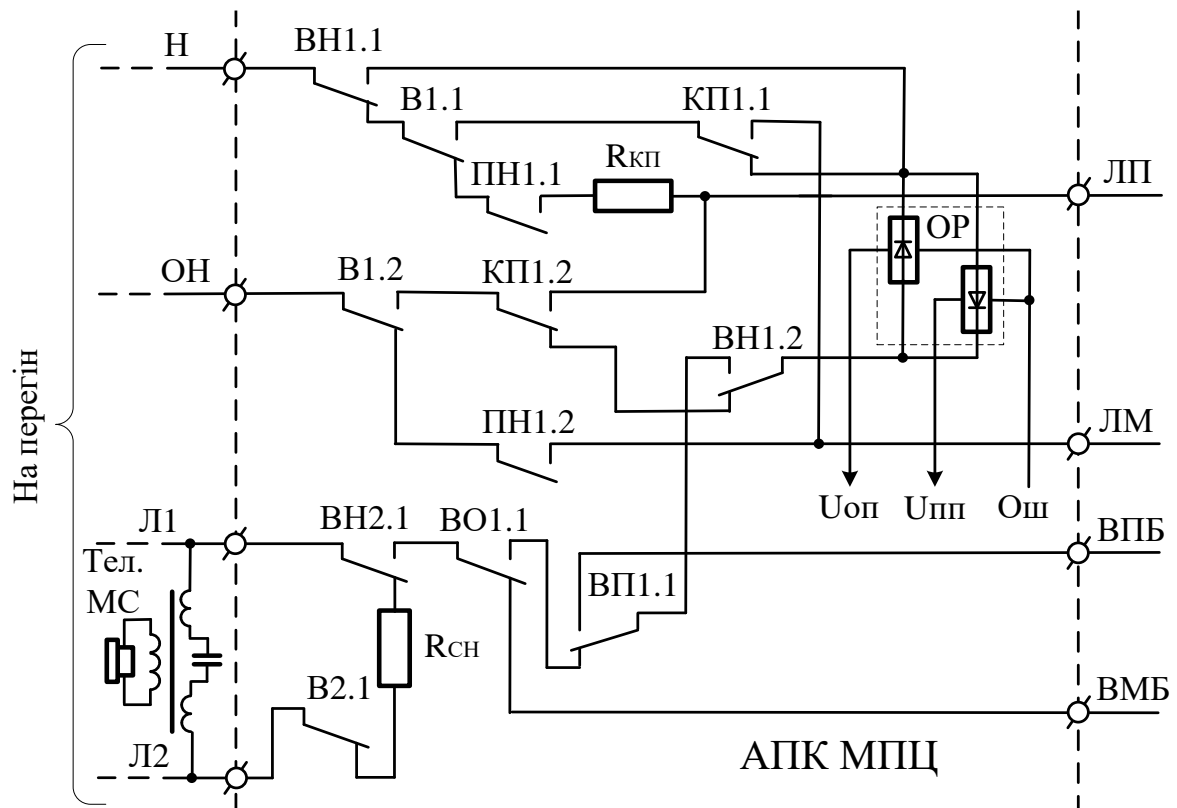 Н
ВН1.1
В1.1
КП1.1
RКП
ПН1.1
ЛП
ОР
ОН
В1.2
КП1.2
ВН1.2
На перегін
ПН1.2
ЛМ
Uоп
Uпп
Ош
Л1
ВН2.1
ВО1.1
ВПБ
Тел.
МС
ВП1.1
RСН
В2.1
ВМБ
Л2
АПК МПЦ